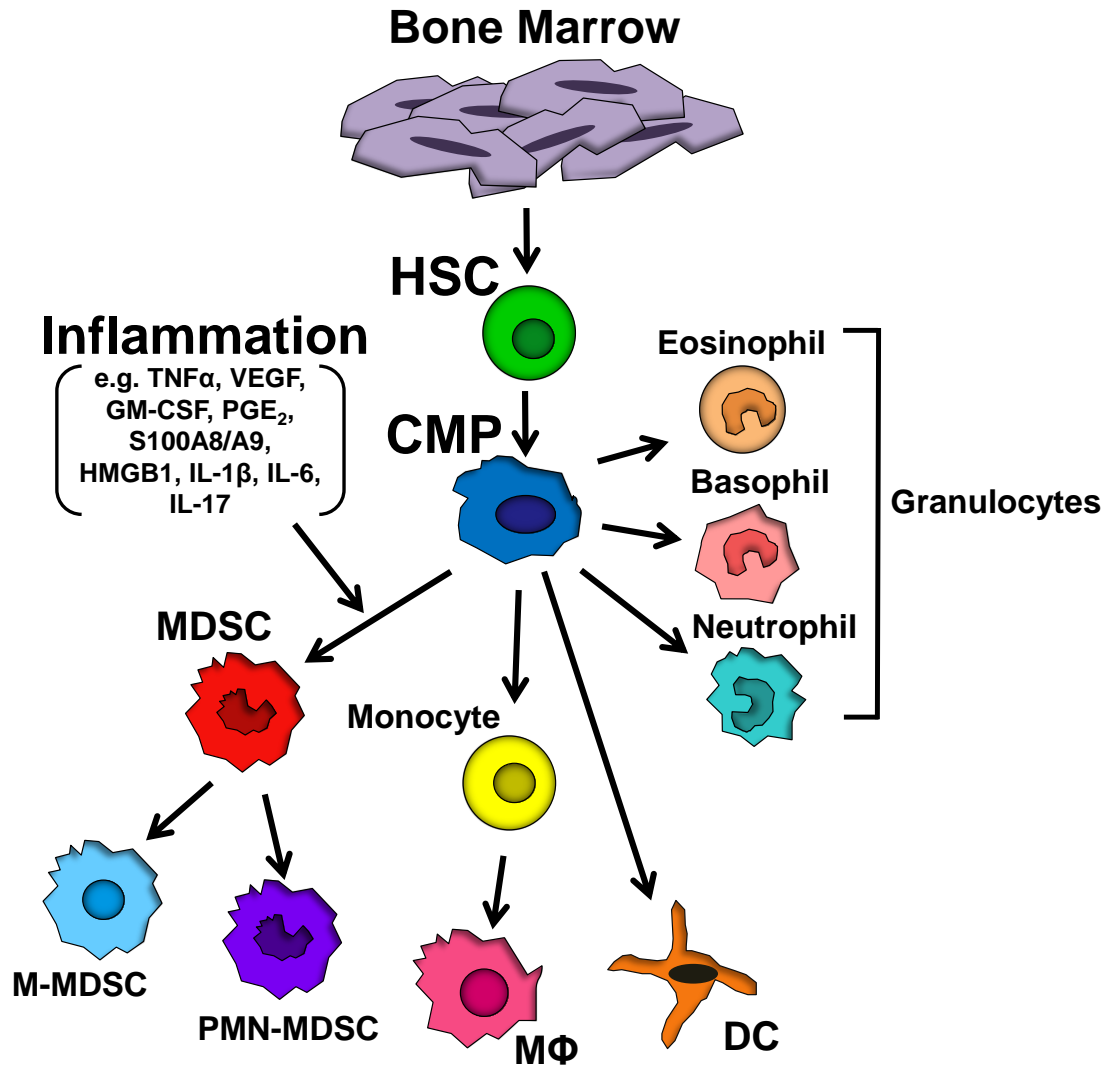 Bone Marrow
HSC
Inflammation
e.g. TNFα, VEGF,
GM-CSF, PGE₂,
S100A8/A9,
HMGB1, IL-1β, IL-6,
IL-17
CMP
Eosinophil
Basophil
Granulocytes
Neutrophil
MDSC
Monocyte
M-MDSC
PMN-MDSC
MΦ
DC